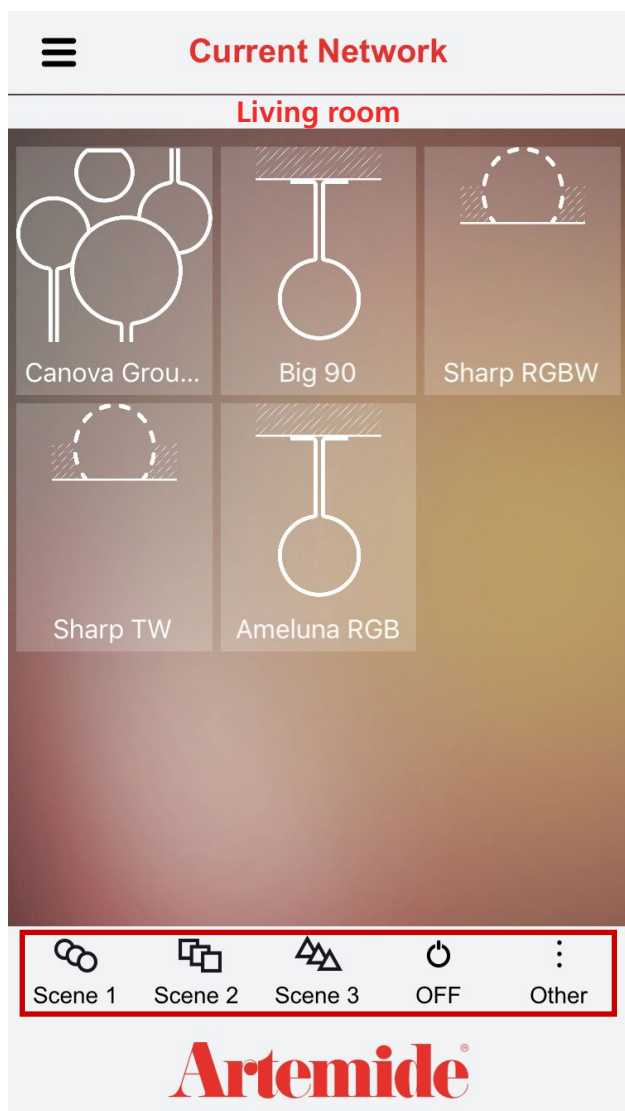 Current Network
Living room
Canova Grou...
Big 90
Sharp RGBW
Sharp TW
Ameluna RGB
Scene 1
Scene 2
Scene 3
OFF
Other
Artemide®